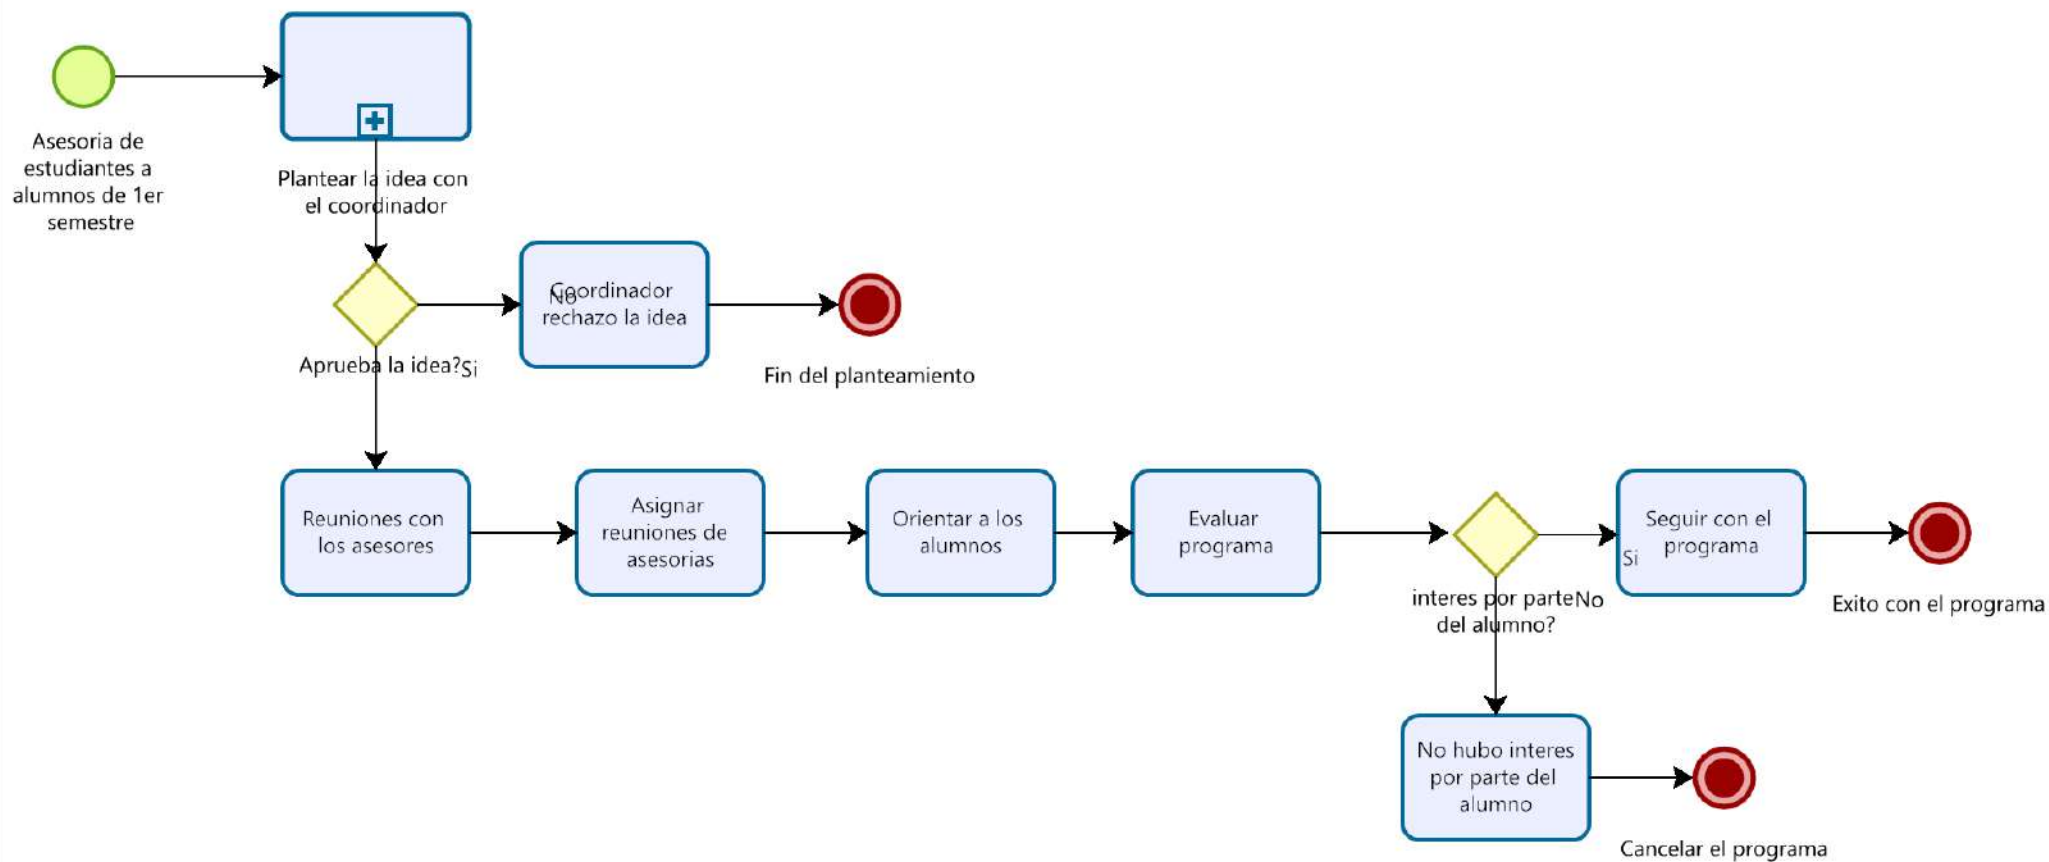 Asesoria de
estudiantes a
alumnos de 1er
semestre
Plantear la idea con
el coordinador
Aprueba la idea?
Si
No
Coordinador
rechazo la idea
Fin del planteamiento
Reuniones con
los asesores
Asignar
reuniones de
asesorias
Orientar a los
alumnos
Evaluar
programa
interes por parte
del alumno?
No
Si
Seguir con el
programa
Exito con el programa
No hubo interes
por parte del
alumno
Cancelar el programa